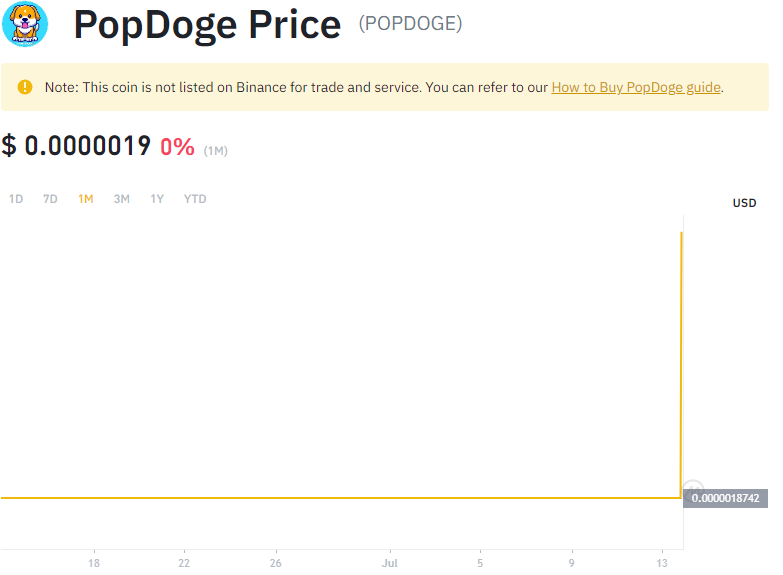 PopDoge Price (POPDOGE)
Note: This coin is not listed on Binance for trade and service. You can refer to our How to Buy PopDoge guide.
$ 0.0000019 0% (1M)
1D 7D 1M 3M 1Y YTD
USD
0.0000018742
18 22 26 Jul 5 9 13